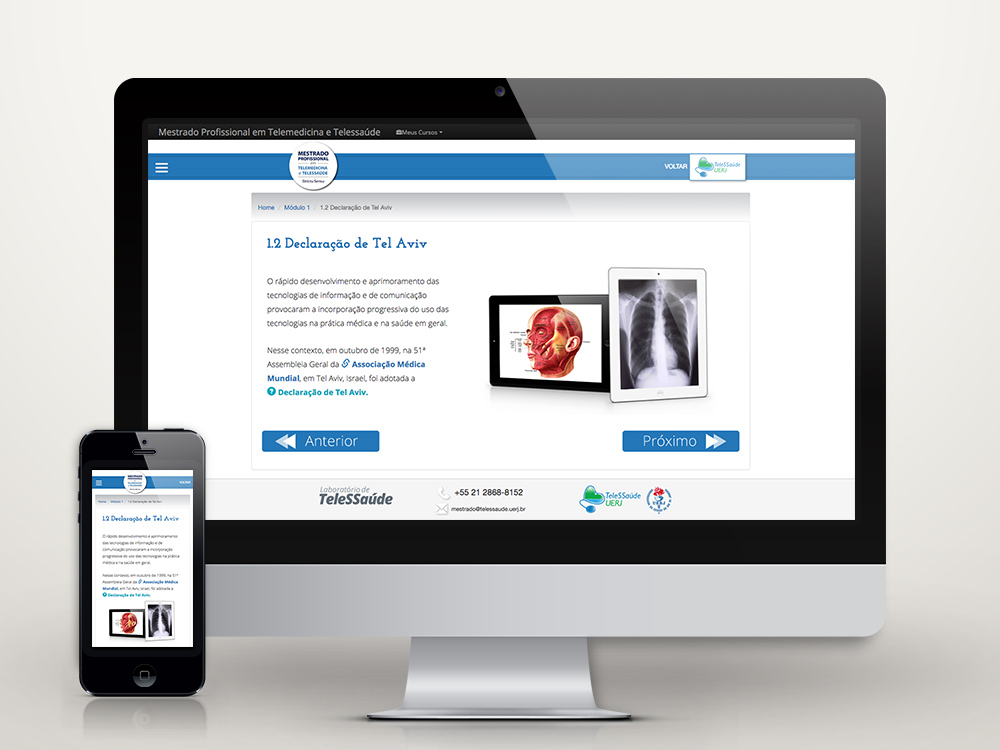 Mestrado Profissional em Telemedicina e Telessaúde Meus Cursos
MESTRADO
PROFISSIONAL
em
TELEMEDICINA
e TELESSAÚDE
Stricto Sensu
VOLTAR
TeleSSaúde
UERJ
Home / Módulo 1 / 1.2 Declaração de Tel Aviv
1.2 Declaração de Tel Aviv
O rápido desenvolvimento e aprimoramento das
tecnologias de informação e de comunicação
provocaram a incorporação progressiva do uso das
tecnologias na prática médica e na saúde em geral.
Nesse contexto, em outubro de 1999, na 51ª
Assembleia Geral da Associação Médica
Mundial, em Tel Aviv, Israel, foi adotada a
Declaração de Tel Aviv.
Anterior
Próximo
Laboratório de
TeleSSaúde
+55 21 2868-8152
mestrado@telessaude.uerj.br
TeleSSaúde
UERJ
MESTRADO
PROFISSIONAL
VOLTAR
Home / Módulo 1 / 1.2 Declaração de Tel Aviv
1.2 Declaração de Tel Aviv
O rápido desenvolvimento e aprimoramento
das tecnologias de informação e de
comunicação provocaram a incorporação
progressiva do uso das tecnologias na prática
médica e na saúde em geral.
Nesse contexto, em outubro de 1999, na 51ª
Assembleia Geral da Associação Médica
Mundial, em Tel Aviv, Israel, foi adotada a
Declaração de Tel Aviv.